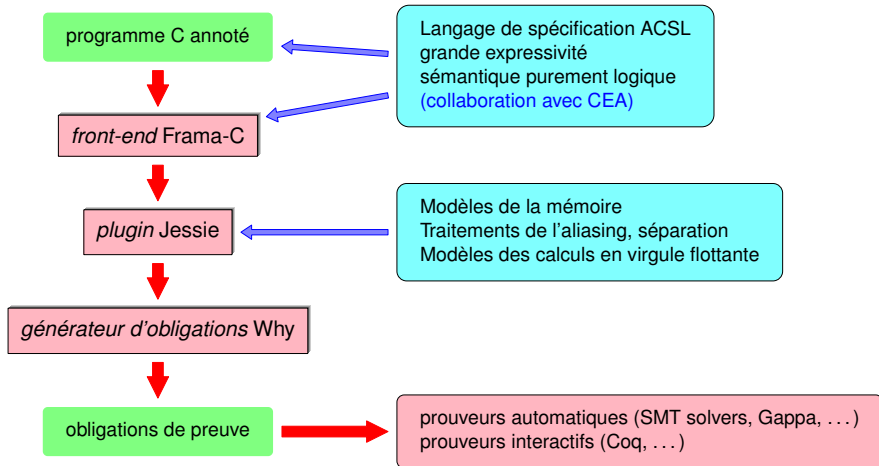 programme C annoté
Langage de spécification ACSL
grande expressivité
sémantique purement logique
(collaboration avec CEA)
front-end Frama-C
plugin Jessie
Modèles de la mémoire
Traitements de l'aliasing, séparation
Modèles des calculs en virgule flottante
générateur d'obligations Why
obligations de preuve
prouveurs automatiques (SMT solvers, Gappa, ...)
prouveurs interactifs (Coq, ...)